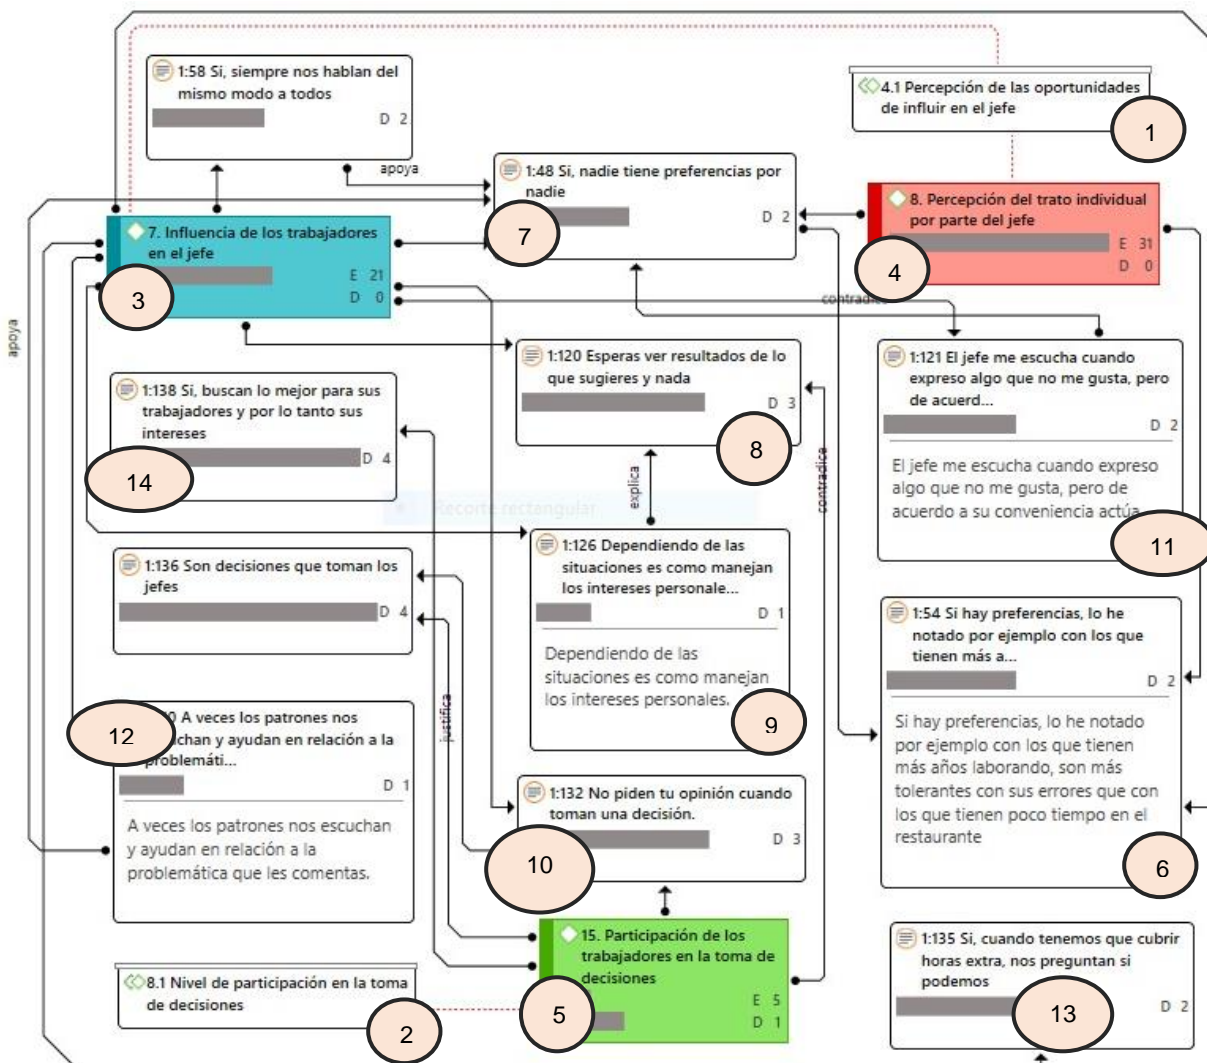 1:58 Si, siempre nos hablan del
mismo modo a todos
D 2
4.1 Percepción de las oportunidades
de influir en el jefe
1
apoya
1:48 Si, nadie tiene preferencias por
nadie
D 2
7
8. Percepción del trato individual
por parte del jefe
E 31
D 0
4
7. Influencia de los trabajadores
en el jefe
E 21
D 0
3
contradice
apoya
1:120 Esperas ver resultados de lo
que sugieres y nada
D 3
8
1:121 El jefe me escucha cuando
expreso algo que no me gusta, pero
de acuerd...
D 2
El jefe me escucha cuando expreso
algo que no me gusta, pero de
acuerdo a su conveniencia actúa
11
1:138 Si, buscan lo mejor para sus
trabajadores y por lo tanto sus
intereses
D 4
14
explica
contradice
Recorte rectangular
1:126 Dependiendo de las
situaciones es como manejan
los intereses personale...
D 1
Dependiendo de las
situaciones es como manejan
los intereses personales.
9
1:136 Son decisiones que toman los
jefes
D 4
1:54 Si hay preferencias, lo he
notado por ejemplo con los que
tienen más a...
D 2
Si hay preferencias, lo he notado
por ejemplo con los que tienen
más años laborando, son más
tolerantes con sus errores que con
los que tienen poco tiempo en el
restaurante
6
justifica
12
A veces los patrones nos
y ayudan en relación a la
D 1
A veces los patrones nos escuchan
y ayudan en relación a la
problemática que les comentas.
1:132 No piden tu opinión cuando
toman una decisión.
D 3
10
15. Participación de los
trabajadores en la toma de
decisiones
E 5
D 1
5
1:135 Si, cuando tenemos que cubrir
horas extra, nos preguntan si
podemos
D 2
13
8.1 Nivel de participación en la toma
de decisiones
2